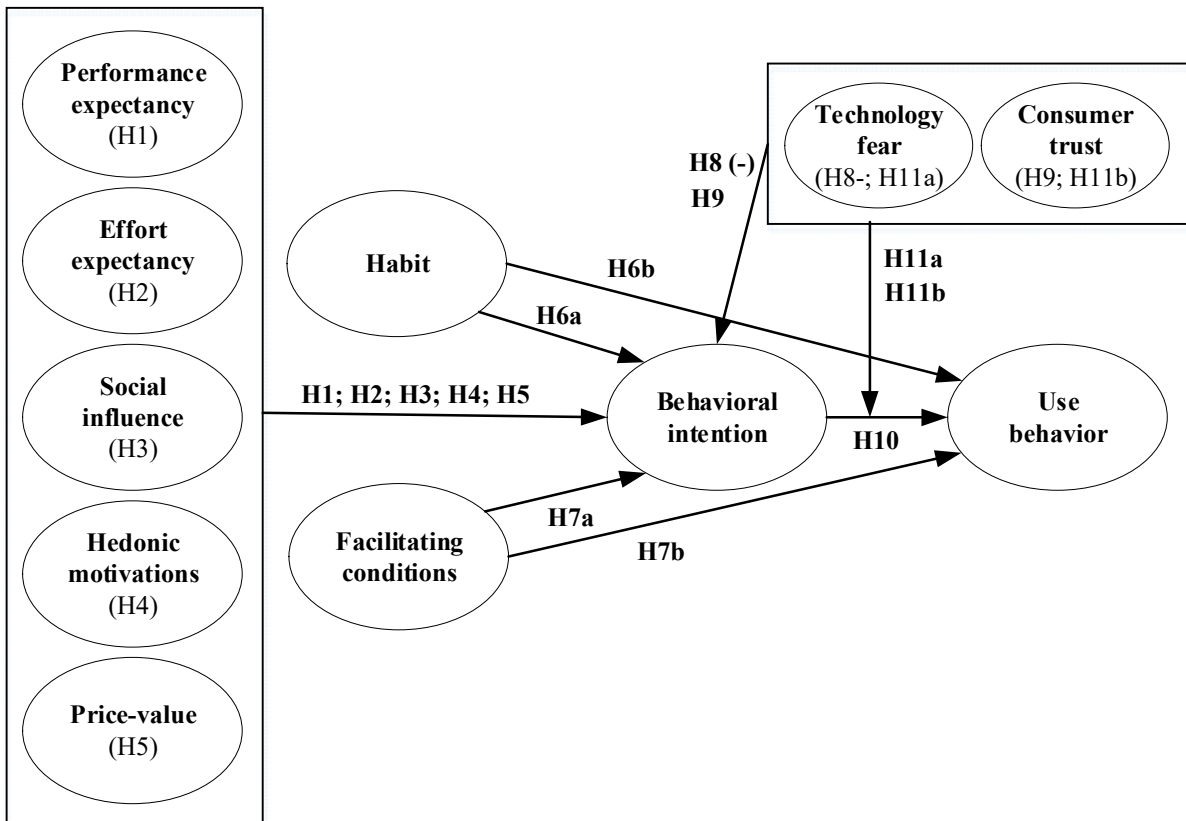 Performance
expectancy
(H1)
Effort
expectancy
(H2)
Social
influence
(H3)
Hedonic
motivations
(H4)
Price-value
(H5)
H1; H2; H3; H4; H5
Habit
H6a
H6b
Facilitating
conditions
H7a
H7b
Behavioral
intention
H8 (-)
H9
Technology
fear
(H8-; H11a)
Consumer
trust
(H9; H11b)
H11a
H11b
H10
Use
behavior